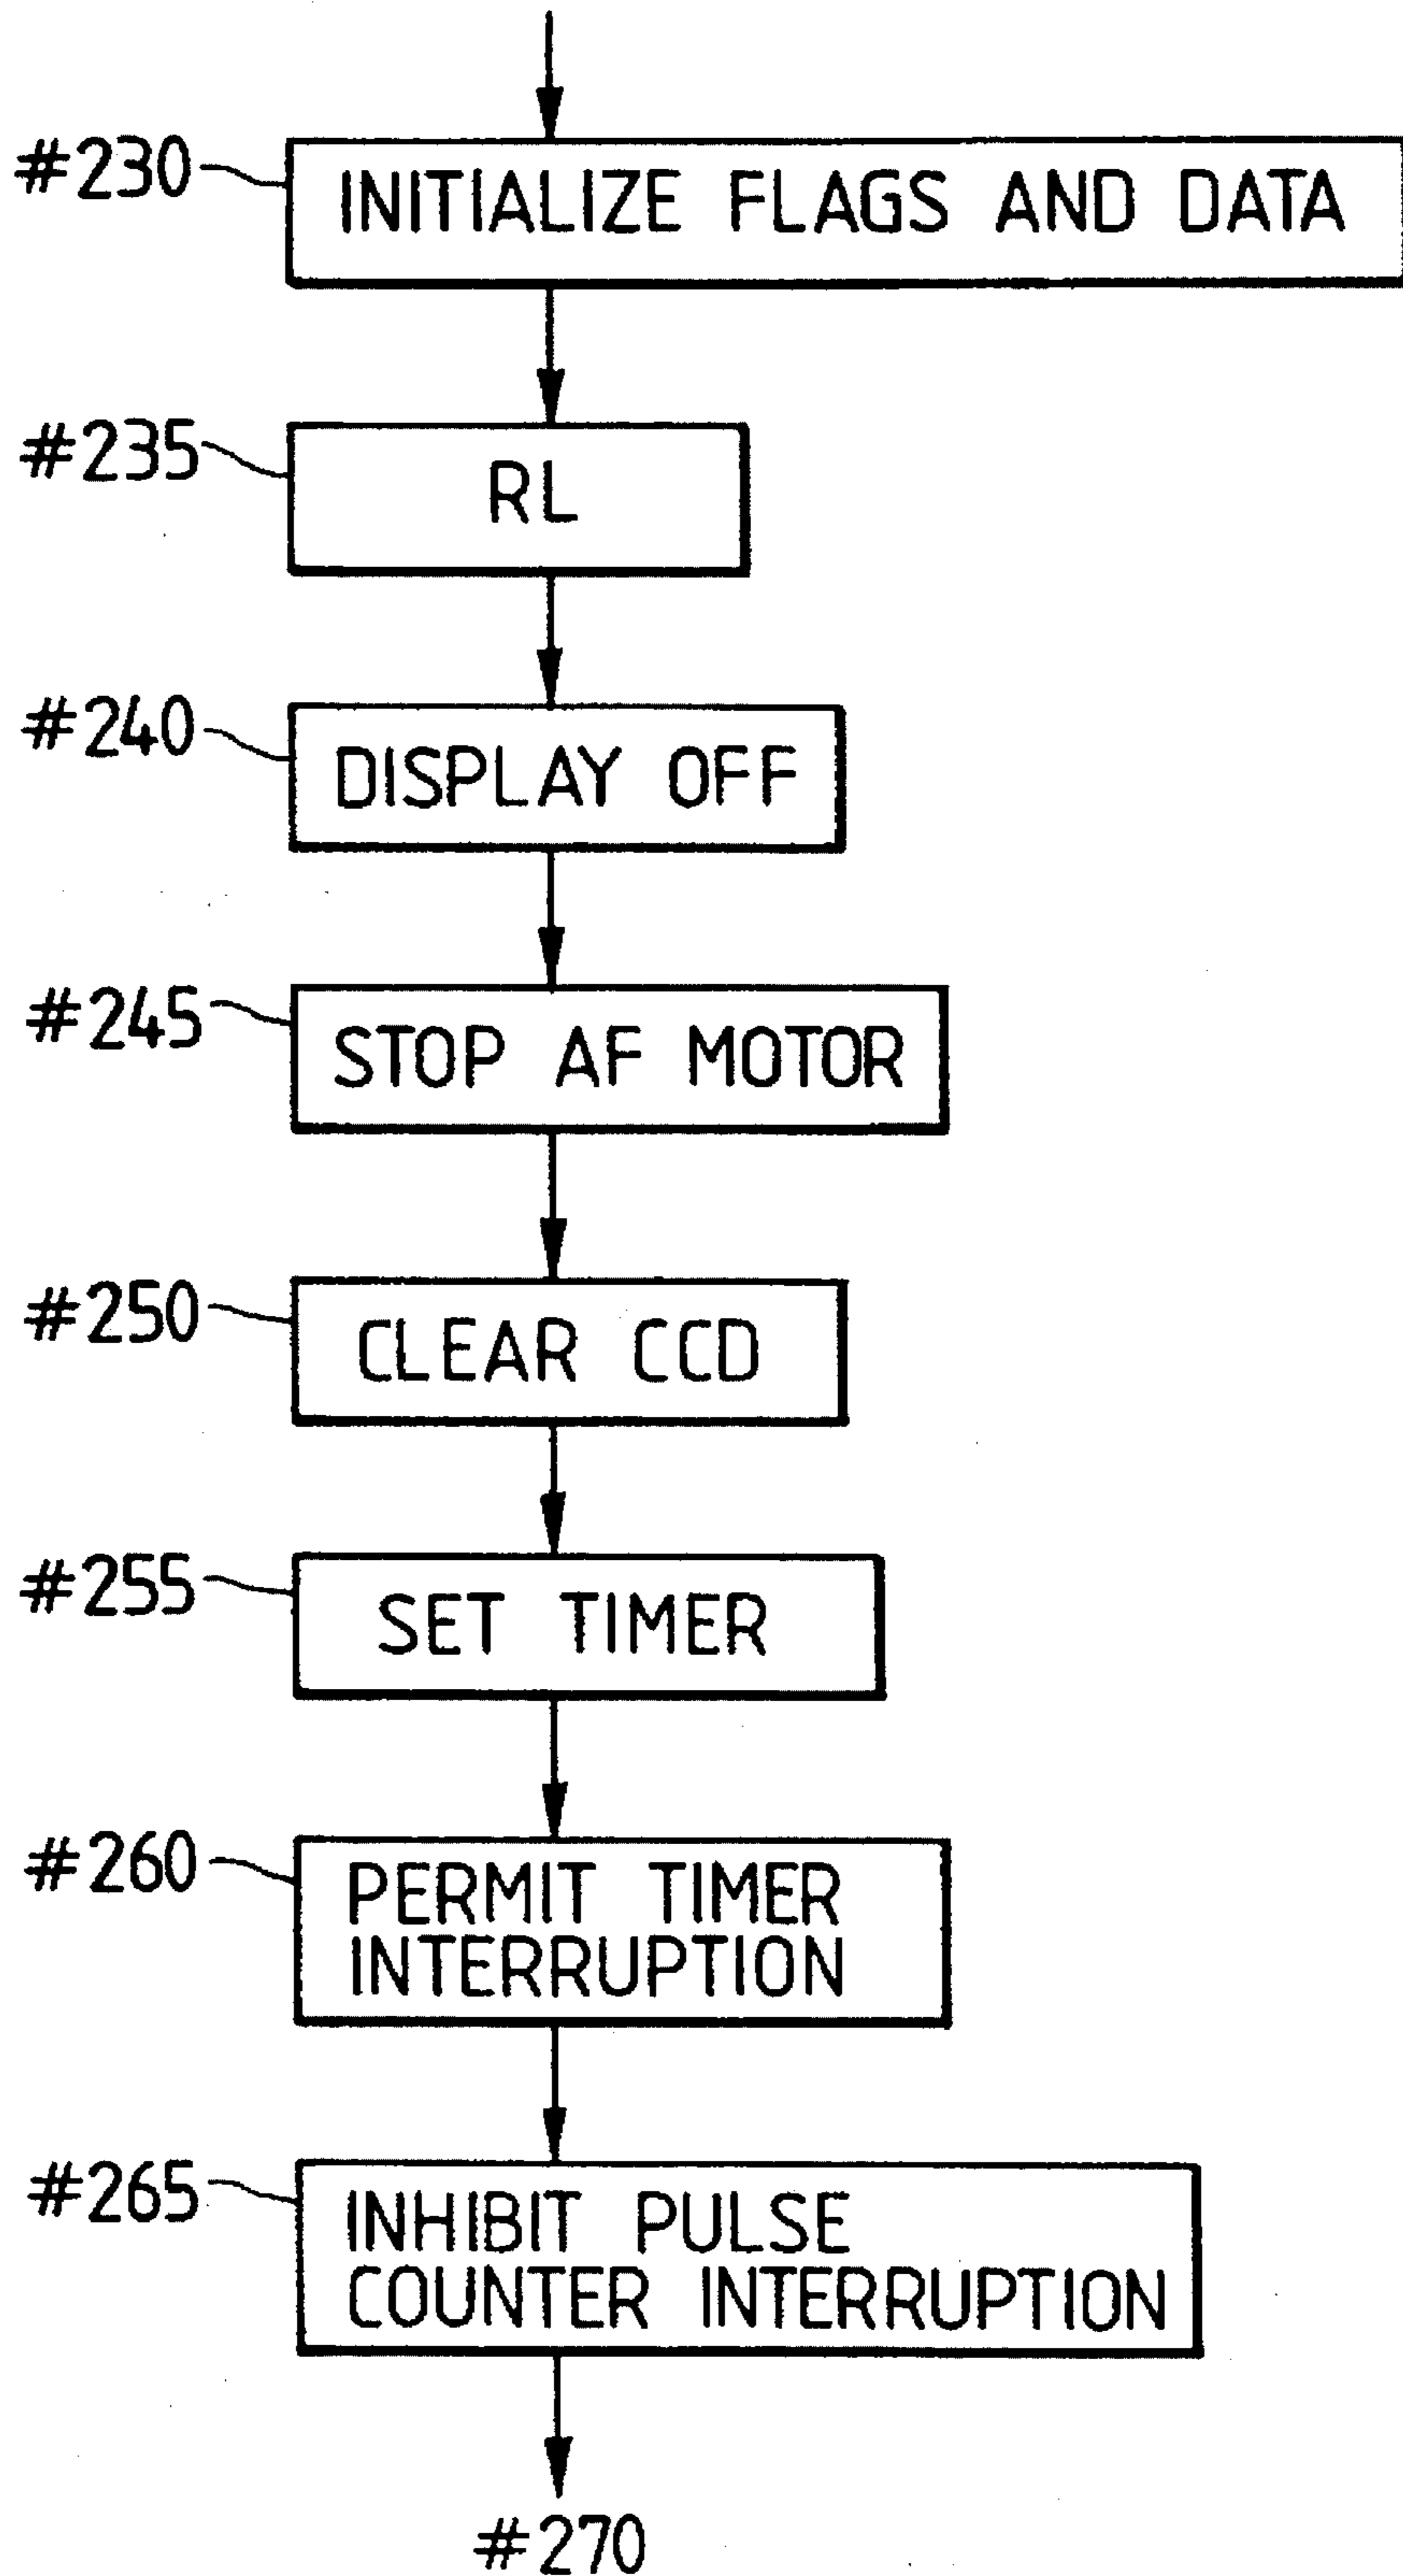 #230
INITIALIZE FLAGS AND DATA
#235
RL
#240
DISPLAY OFF
#245
STOP AF MOTOR
#250
CLEAR CCD
#255
SET TIMER
#260
PERMIT TIMER
INTERRUPTION
#265
INHIBIT PULSE
COUNTER INTERRUPTION
#270